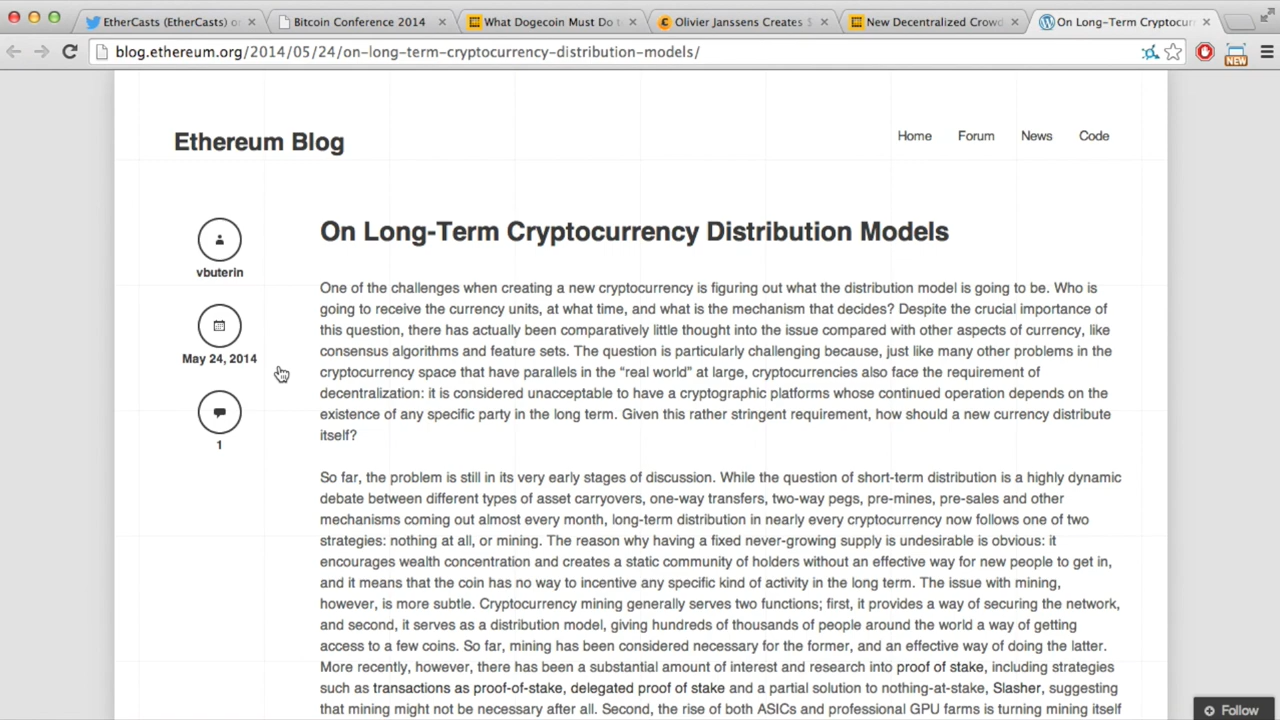 EtherCasts (EtherCasts) o
Bitcoin Conference 2014
What Dogecoin Must Do t
Olivier Janssens Creates $
New Decentralized Crowd
On Long-Term Cryptocur
blog.ethereum.org/2014/05/24/on-long-term-cryptocurrency-distribution-models/
NEW
Ethereum Blog
Home Forum News Code
On Long-Term Cryptocurrency Distribution Models
vbuterin
May 24, 2014
1
One of the challenges when creating a new cryptocurrency is figuring out what the distribution model is going to be. Who is
going to receive the currency units, at what time, and what is the mechanism that decides? Despite the crucial importance of
this question, there has actually been comparatively little thought into the issue compared with other aspects of currency, like
consensus algorithms and feature sets. The question is particularly challenging because, just like many other problems in the
cryptocurrency space that have parallels in the “real world” at large, cryptocurrencies also face the requirement of
decentralization: it is considered unacceptable to have a cryptographic platforms whose continued operation depends on the
existence of any specific party in the long term. Given this rather stringent requirement, how should a new currency distribute
itself?
So far, the problem is still in its very early stages of discussion. While the question of short-term distribution is a highly dynamic
debate between different types of asset carryovers, one-way transfers, two-way pegs, pre-mines, pre-sales and other
mechanisms coming out almost every month, long-term distribution in nearly every cryptocurrency now follows one of two
strategies: nothing at all, or mining. The reason why having a fixed never-growing supply is undesirable is obvious: it
encourages wealth concentration and creates a static community of holders without an effective way for new people to get in,
and it means that the coin has no way to incentive any specific kind of activity in the long term. The issue with mining,
however, is more subtle. Cryptocurrency mining generally serves two functions; first, it provides a way of securing the network,
and second, it serves as a distribution model, giving hundreds of thousands of people around the world a way of getting
access to a few coins. So far, mining has been considered necessary for the former, and an effective way of doing the latter.
More recently, however, there has been a substantial amount of interest and research into proof of stake, including strategies
such as transactions as proof-of-stake, delegated proof of stake and a partial solution to nothing-at-stake, Slasher, suggesting
that mining might not be necessary after all. Second, the rise of both ASICs and professional GPU farms is turning mining itself
Follow